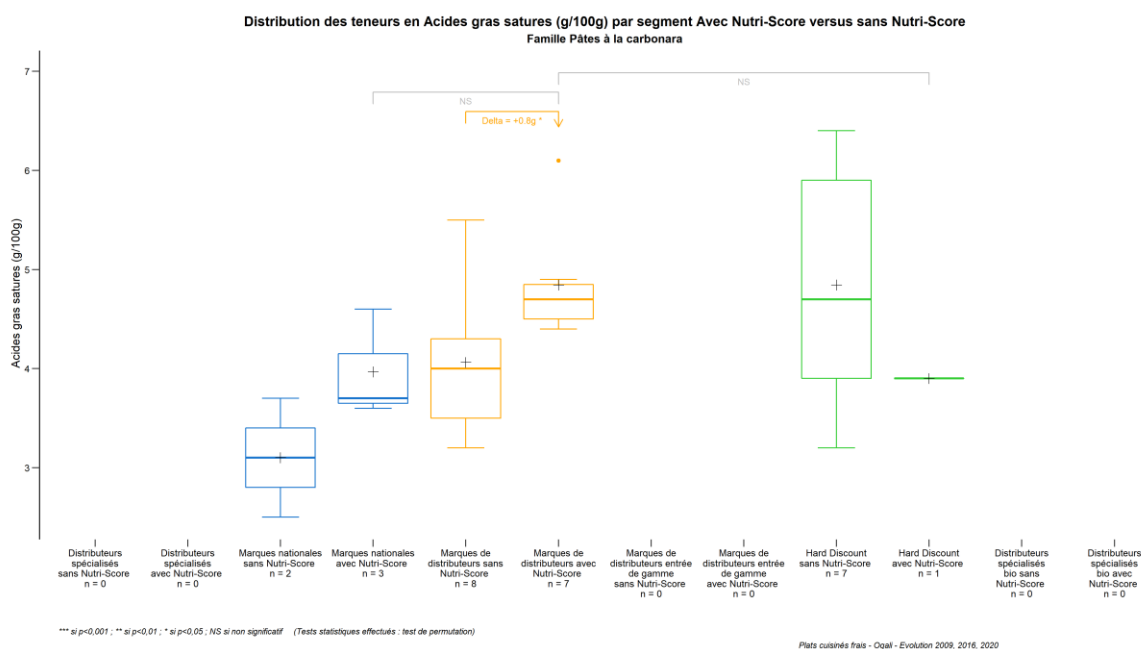 Distribution des teneurs en Acides gras satures (g/100g) par segment Avec Nutri-Score versus sans Nutri-Score
Famille Pâtes à la carbonara
7
6
5
4
3
Acides gras satures (g/100g)
NS
NS
Delta = +0.8g *
Distributeurs
spécialisés
sans Nutri-Score
n = 0
Distributeurs
spécialisés
avec Nutri-Score
n = 0
Marques nationales
sans Nutri-Score
n = 2
Marques nationales
avec Nutri-Score
n = 3
Marques de
distributeurs sans
Nutri-Score
n = 8
Marques de
distributeurs avec
Nutri-Score
n = 7
Marques de
distributeurs entrée
de gamme
sans Nutri-Score
n = 0
Marques de
distributeurs entrée
de gamme
avec Nutri-Score
n = 0
Hard Discount
sans Nutri-Score
n = 7
Hard Discount
avec Nutri-Score
n = 1
Distributeurs
spécialisés
bio sans
Nutri-Score
n = 0
Distributeurs
spécialisés
bio avec
Nutri-Score
n = 0
*** si p<0,001 ; ** si p<0,01 ; * si p<0,05 ; NS si non significatif (Tests statistiques effectués : test de permutation)
Plats cuisinés frais - Oqali - Evolution 2009, 2016, 2020